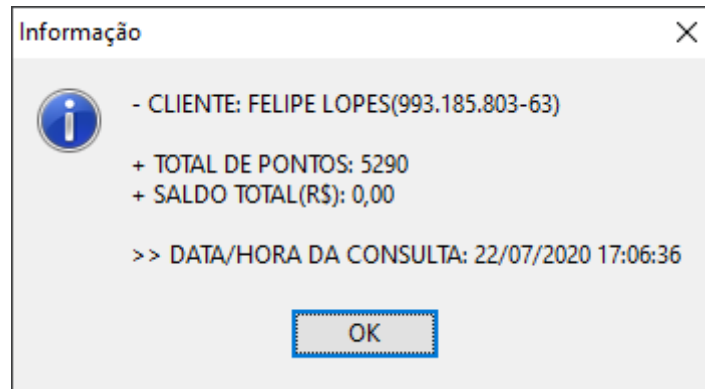 Informação
- CLIENTE: FELIPE LOPES(993.185.803-63)
+ TOTAL DE PONTOS: 5290
+ SALDO TOTAL(R$): 0,00
>> DATA/HORA DA CONSULTA: 22/07/2020 17:06:36
OK